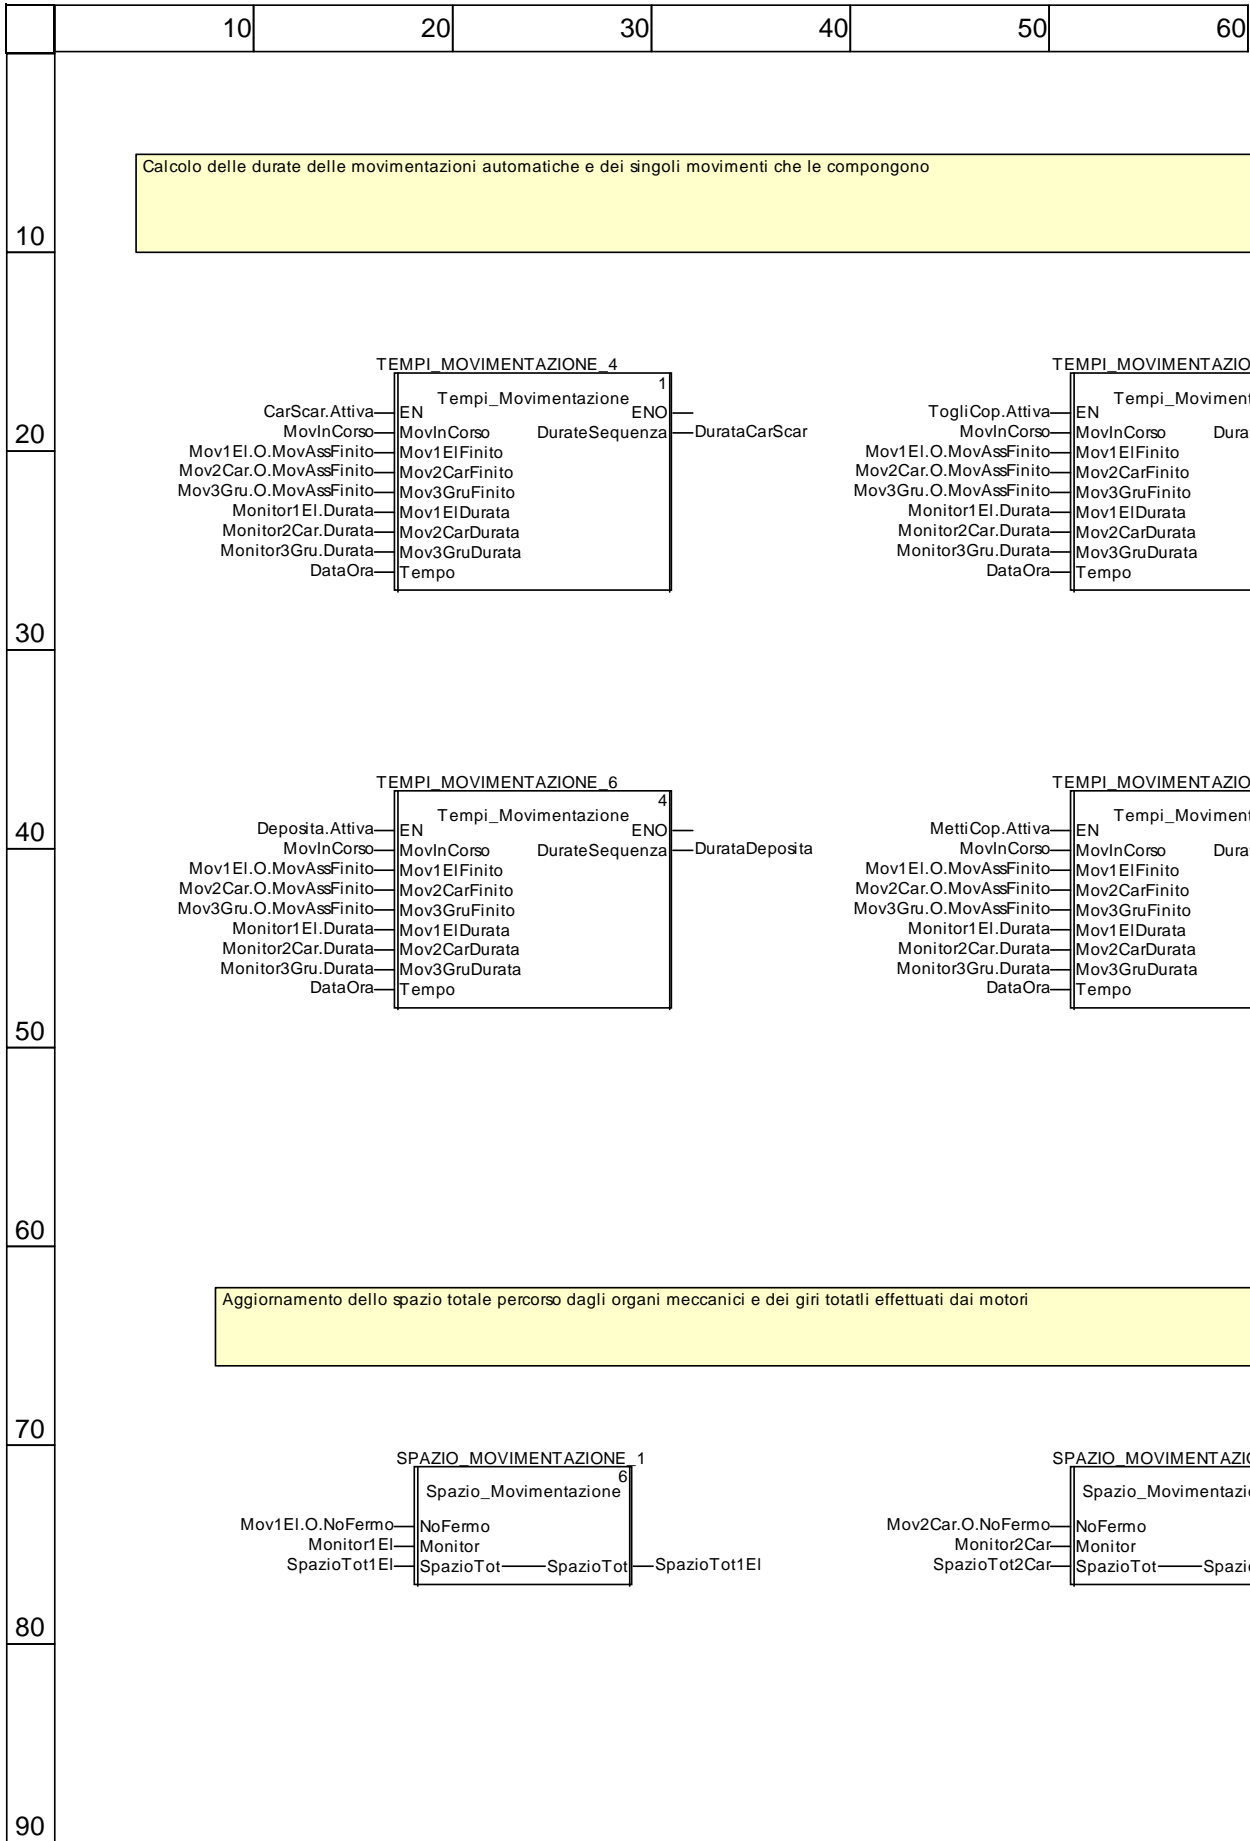 10 20 30 40 50 60
Calcolo delle durate delle movimentazioni automatiche e dei singoli movimenti che le compongono
10
TEMPI_MOVIMENTAZIONE_4
1
Tempi_Movimentazione
CarScar.Attiva EN ENO
MovInCorso MovInCorso DurateSequenza DurataCarScar
Mov1El.O.MovAssFinito Mov1ElFinito
Mov2Car.O.MovAssFinito Mov2CarFinito
Mov3Gru.O.MovAssFinito Mov3GruFinito
Monitor1El.Durata Mov1ElDurata
Monitor2Car.Durata Mov2CarDurata
Monitor3Gru.Durata Mov3GruDurata
DataOra Tempo
TEMPI_MOVIMENTAZIO
Tempi_Moviment
TogliCop.Attiva EN
MovInCorso MovInCorso Dura
Mov1El.O.MovAssFinito Mov1ElFinito
Mov2Car.O.MovAssFinito Mov2CarFinito
Mov3Gru.O.MovAssFinito Mov3GruFinito
Monitor1El.Durata Mov1ElDurata
Monitor2Car.Durata Mov2CarDurata
Monitor3Gru.Durata Mov3GruDurata
DataOra Tempo
20
30
TEMPI_MOVIMENTAZIONE_6
4
Tempi_Movimentazione
Deposita.Attiva EN ENO
MovInCorso MovInCorso DurateSequenza DurataDeposita
Mov1El.O.MovAssFinito Mov1ElFinito
Mov2Car.O.MovAssFinito Mov2CarFinito
Mov3Gru.O.MovAssFinito Mov3GruFinito
Monitor1El.Durata Mov1ElDurata
Monitor2Car.Durata Mov2CarDurata
Monitor3Gru.Durata Mov3GruDurata
DataOra Tempo
TEMPI_MOVIMENTAZIO
Tempi_Moviment
MettiCop.Attiva EN
MovInCorso MovInCorso Dura
Mov1El.O.MovAssFinito Mov1ElFinito
Mov2Car.O.MovAssFinito Mov2CarFinito
Mov3Gru.O.MovAssFinito Mov3GruFinito
Monitor1El.Durata Mov1ElDurata
Monitor2Car.Durata Mov2CarDurata
Monitor3Gru.Durata Mov3GruDurata
DataOra Tempo
40
50
60
Aggiornamento dello spazio totale percorso dagli organi meccanici e dei giri totatli effettuati dai motori
70
SPAZIO_MOVIMENTAZIONE_1
6
Spazio_Movimentazione
Mov1El.O.NoFermo NoFermo
Monitor1El Monitor
SpazioTot1El SpazioTot SpazioTot SpazioTot1El
SPAZIO_MOVIMENTAZIO
Spazio_Movimentazio
Mov2Car.O.NoFermo NoFermo
Monitor2Car Monitor
SpazioTot2Car SpazioTot Spazio
80
90